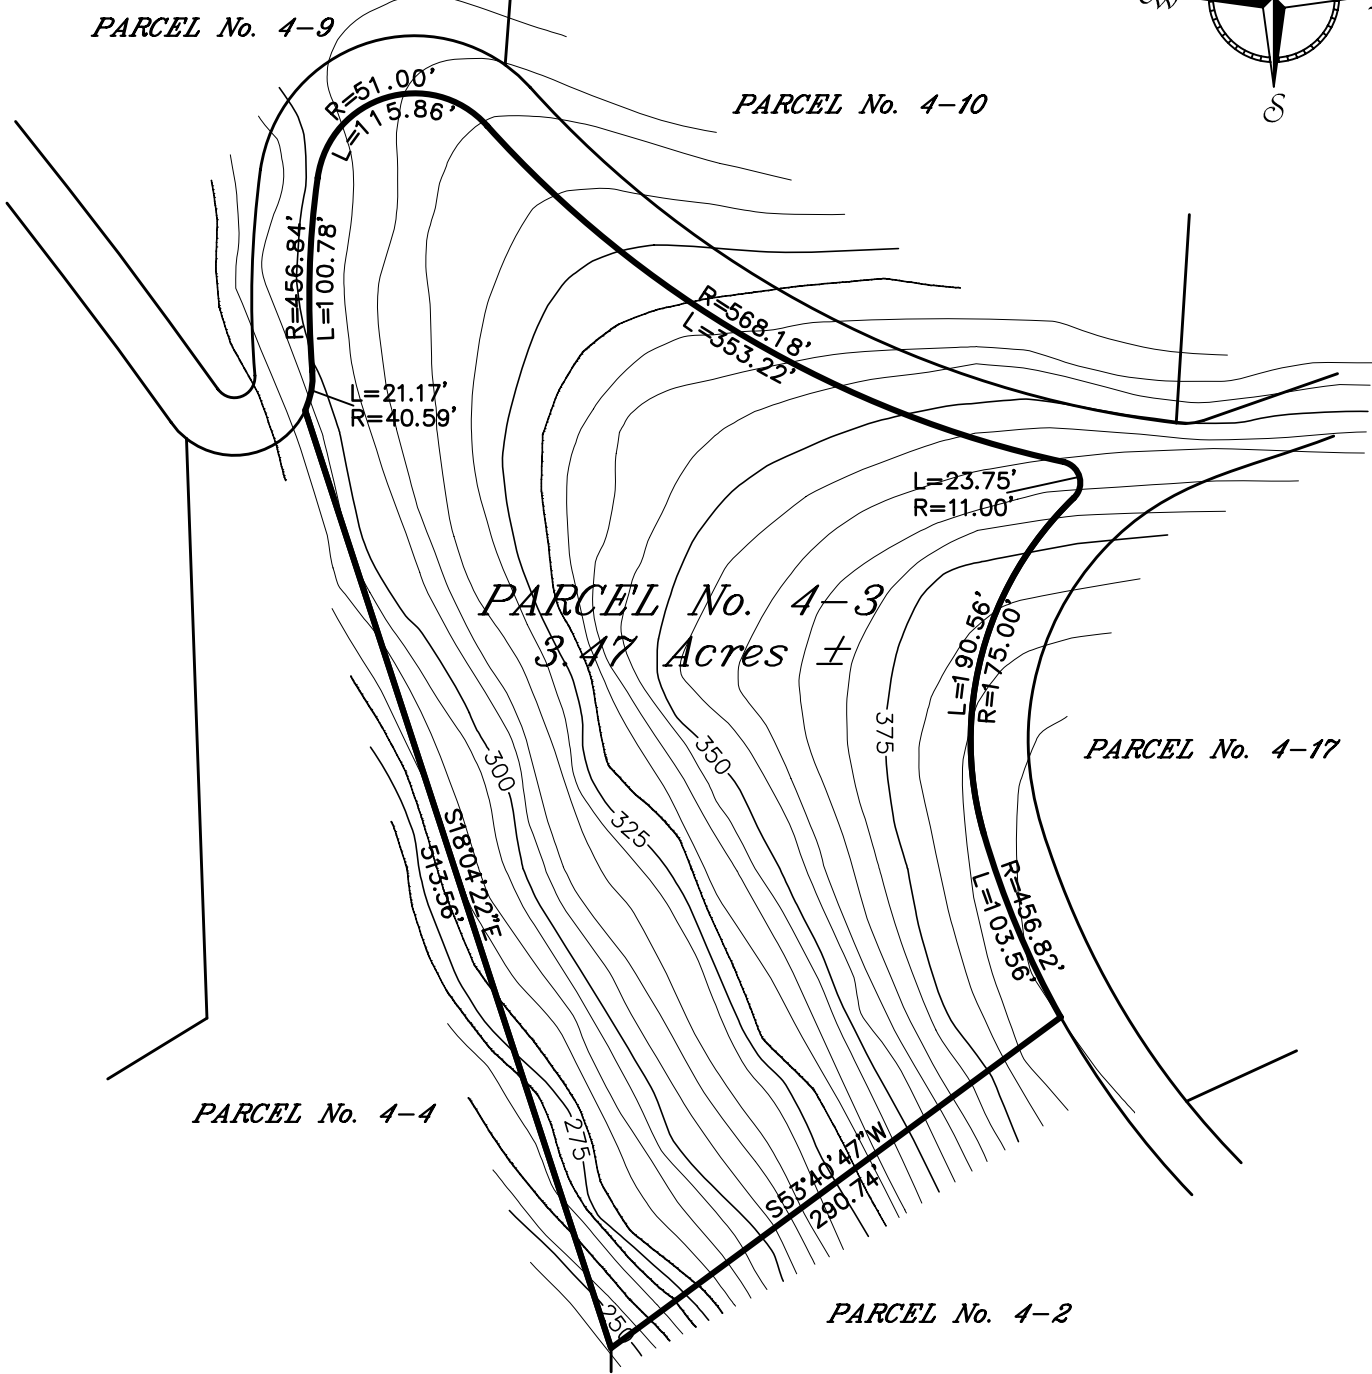 PARCEL No. 4-9
W
S
PARCEL No. 4-10
R=51.00'
L=115.86'
R=456.84'
L=100.78'
R=568.18'
L=353.22'
L=21.17'
R=40.59'
L=23.75'
R=11.00'
PARCEL No. 4-3
3.47 Acres ±
L=190.56'
R=175.00'
375
350
300
325
PARCEL No. 4-17
S18°04'22"E
513.56'
R=456.82'
L=103.56'
PARCEL No. 4-4
275
S53°40'47"W
290.74'
250
PARCEL No. 4-2